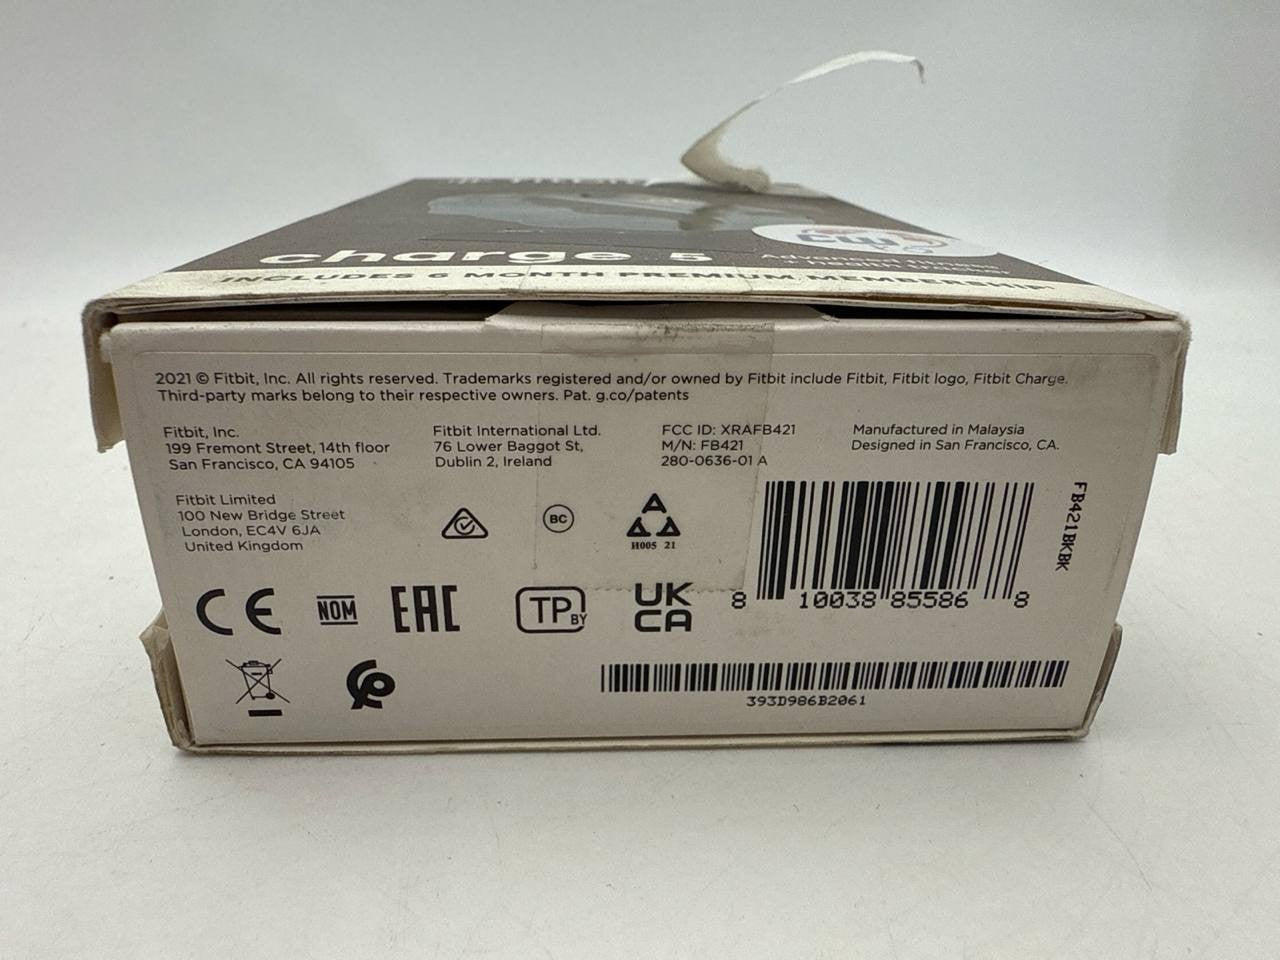 charge 5
Advanced Fitness
+ Health Tracker
INCLUDES 6 MONTH PREMIUM MEMBERSHIP
2021 © Fitbit, Inc. All rights reserved. Trademarks registered and/or owned by Fitbit include Fitbit, Fitbit logo, Fitbit Charge.
Third-party marks belong to their respective owners. Pat. g.co/patents
Fitbit, Inc.
199 Fremont Street, 14th floor
San Francisco, CA 94105
Fitbit International Ltd.
76 Lower Baggot St,
Dublin 2, Ireland
FCC ID: XRAFB421
M/N: FB421
280-0636-01 A
Manufactured in Malaysia
Designed in San Francisco, CA.
Fitbit Limited
100 New Bridge Street
London, EC4V 6JA
United Kingdom
BC
A
H005 21
FB421BKBK
8 10038 85586 8
CE
NOM
EAC
TP BY
UK
CA
393D986B2061